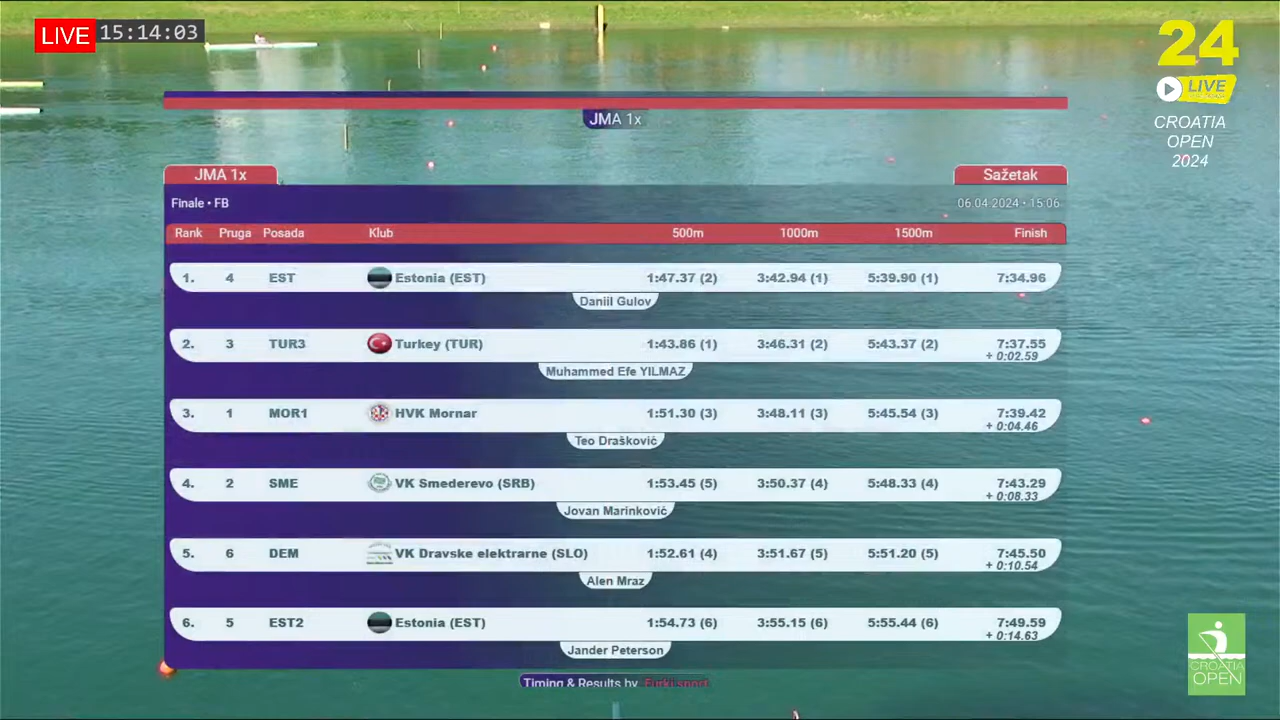 LIVE 15:14:03
24
LIVE
CROATIA
OPEN
2024
JMA 1x
JMA 1x Sažetak
Finale • FB 06.04.2024 • 15:06
Rank Pruga Posada Klub 500m 1000m 1500m Finish
1. 4 EST Estonia (EST) 1:47.37 (2) 3:42.94 (1) 5:39.90 (1) 7:34.96
Daniil Gulov
2. 3 TUR3 Turkey (TUR) 1:43.86 (1) 3:46.31 (2) 5:43.37 (2) 7:37.55
+ 0:02.59
Muhammed Efe YILMAZ
3. 1 MOR1 HVK Mornar 1:51.30 (3) 3:48.11 (3) 5:45.54 (3) 7:39.42
+ 0:04.46
Teo Drašković
4. 2 SME VK Smederevo (SRB) 1:53.45 (5) 3:50.37 (4) 5:48.33 (4) 7:43.29
+ 0:08.33
Jovan Marinković
5. 6 DEM VK Dravske elektrarne (SLO) 1:52.61 (4) 3:51.67 (5) 5:51.20 (5) 7:45.50
+ 0:10.54
Alen Mraz
6. 5 EST2 Estonia (EST) 1:54.73 (6) 3:55.15 (6) 5:55.44 (6) 7:49.59
+ 0:14.63
Jander Peterson
Timing & Results by Furki sport
CROATIA
OPEN